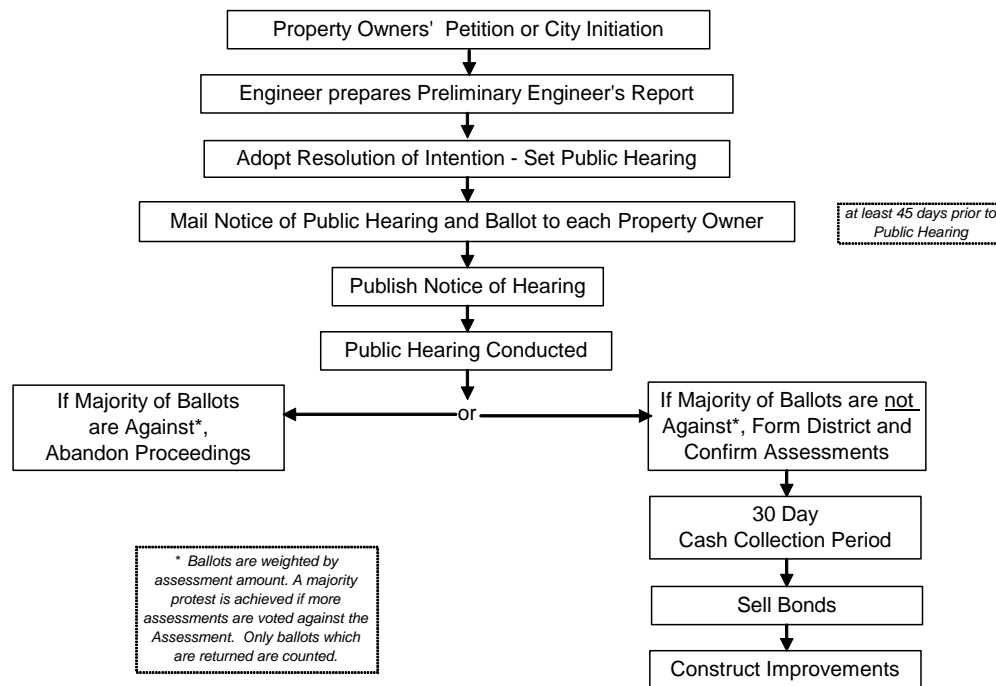 Property Owners' Petition or City Initiation
Engineer prepares Preliminary Engineer's Report
Adopt Resolution of Intention - Set Public Hearing
Mail Notice of Public Hearing and Ballot to each Property Owner
at least 45 days prior to
Public Hearing
Publish Notice of Hearing
Public Hearing Conducted
If Majority of Ballots
are Against*,
Abandon Proceedings
or
If Majority of Ballots are not
Against*, Form District and
Confirm Assessments
30 Day
Cash Collection Period
* Ballots are weighted by
assessment amount. A majority
protest is achieved if more
assessments are voted against the
Assessment. Only ballots which
are returned are counted.
Sell Bonds
Construct Improvements